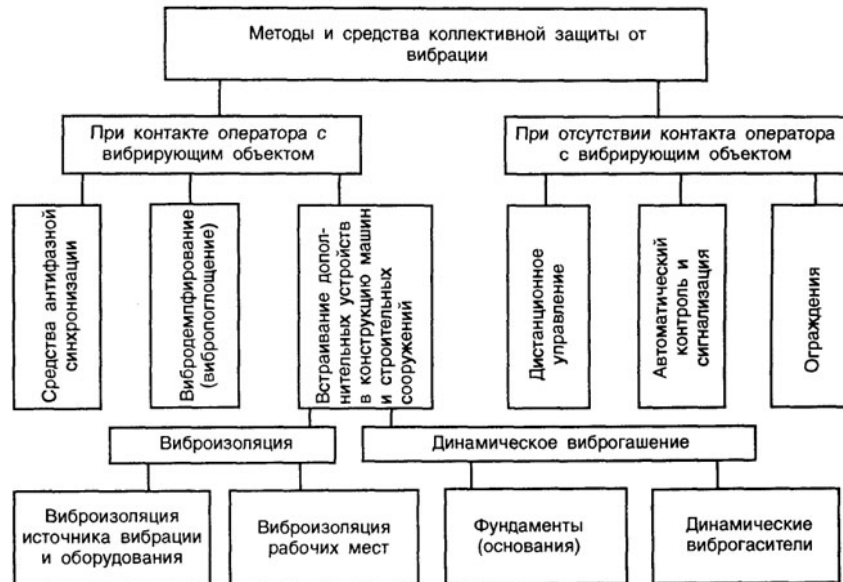 Методы и средства коллективной защиты от
вибрации
При контакте оператора с
вибрирующим объектом
При отсутствии контакта оператора
с вибрирующим объектом
Средства антифазной
синхронизации
Вибродемпфирование
(вибропоглощение)
Встраивание допол-
нительных устройств
в конструкцию машин
и строительных
сооружений
Дистанционное
управление
Автоматический
контроль и
сигнализация
Ограждения
Виброизоляция
Динамическое виброгашение
Виброизоляция
источника вибрации
и оборудования
Виброизоляция
рабочих мест
Фундаменты
(основания)
Динамические
виброгасители